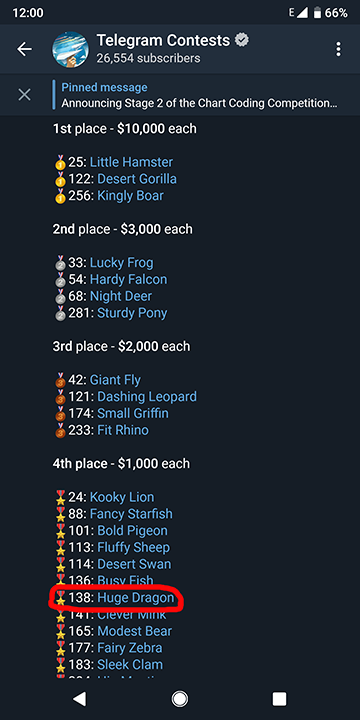 12:00
E 66%
Telegram Contests
26,554 subscribers
Pinned message
Announcing Stage 2 of the Chart Coding Competition...
1st place - $10,000 each
25: Little Hamster
122: Desert Gorilla
256: Kingly Boar
2nd place - $3,000 each
33: Lucky Frog
54: Hardy Falcon
68: Night Deer
281: Sturdy Pony
3rd place - $2,000 each
42: Giant Fly
121: Dashing Leopard
174: Small Griffin
233: Fit Rhino
4th place - $1,000 each
24: Kooky Lion
88: Fancy Starfish
101: Bold Pigeon
113: Fluffy Sheep
114: Desert Swan
136: Busy Fish
138: Huge Dragon
141: Clever Mink
165: Modest Bear
177: Fairy Zebra
183: Sleek Clam